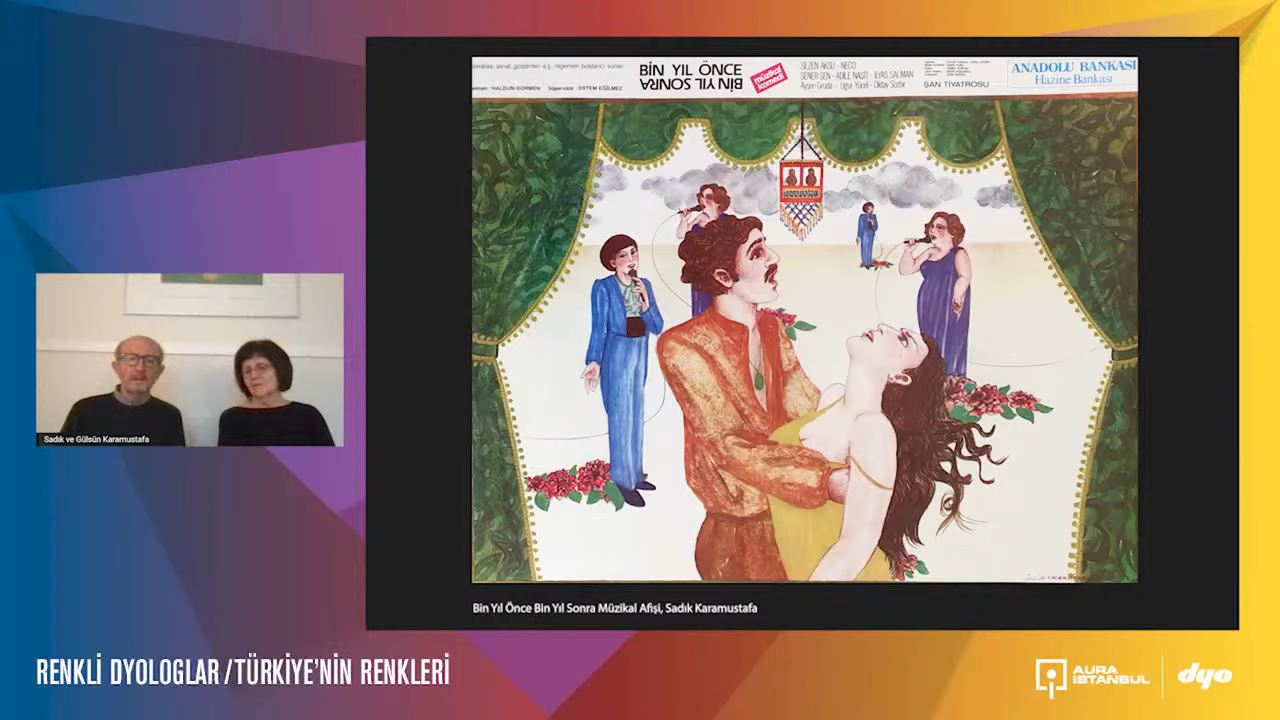 BİN YIL ÖNCE
BİN YIL SONRA
müzikal
komedi
SEZEN AKSU - NECO
ŞENER ŞEN - ADİLE NAŞİT - İLYAS SALMAN
Ayşen Gruda - Uğur Yücel - Oktay Sözbir
ŞAN TİYATROSU
ANADOLU BANKASI
Hazine Bankası
HALDUN DORMEN
ERTEM EĞİLMEZ
Sadık ve Gülsün Karamustafa
Bin Yıl Önce Bin Yıl Sonra Müzikal Afişi, Sadık Karamustafa
RENKLİ DYOLOGLAR / TÜRKİYE'NİN RENKLERİ
AURA
İSTANBUL
dyo